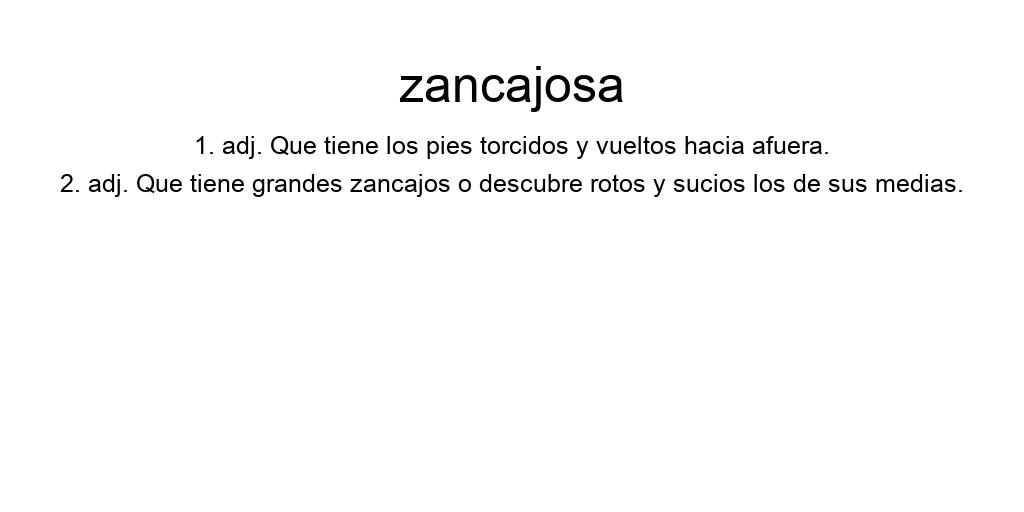 zancajosa
1. adj. Que tiene los pies torcidos y vueltos hacia afuera.
2. adj. Que tiene grandes zancajos o descubre rotos y sucios los de sus medias.